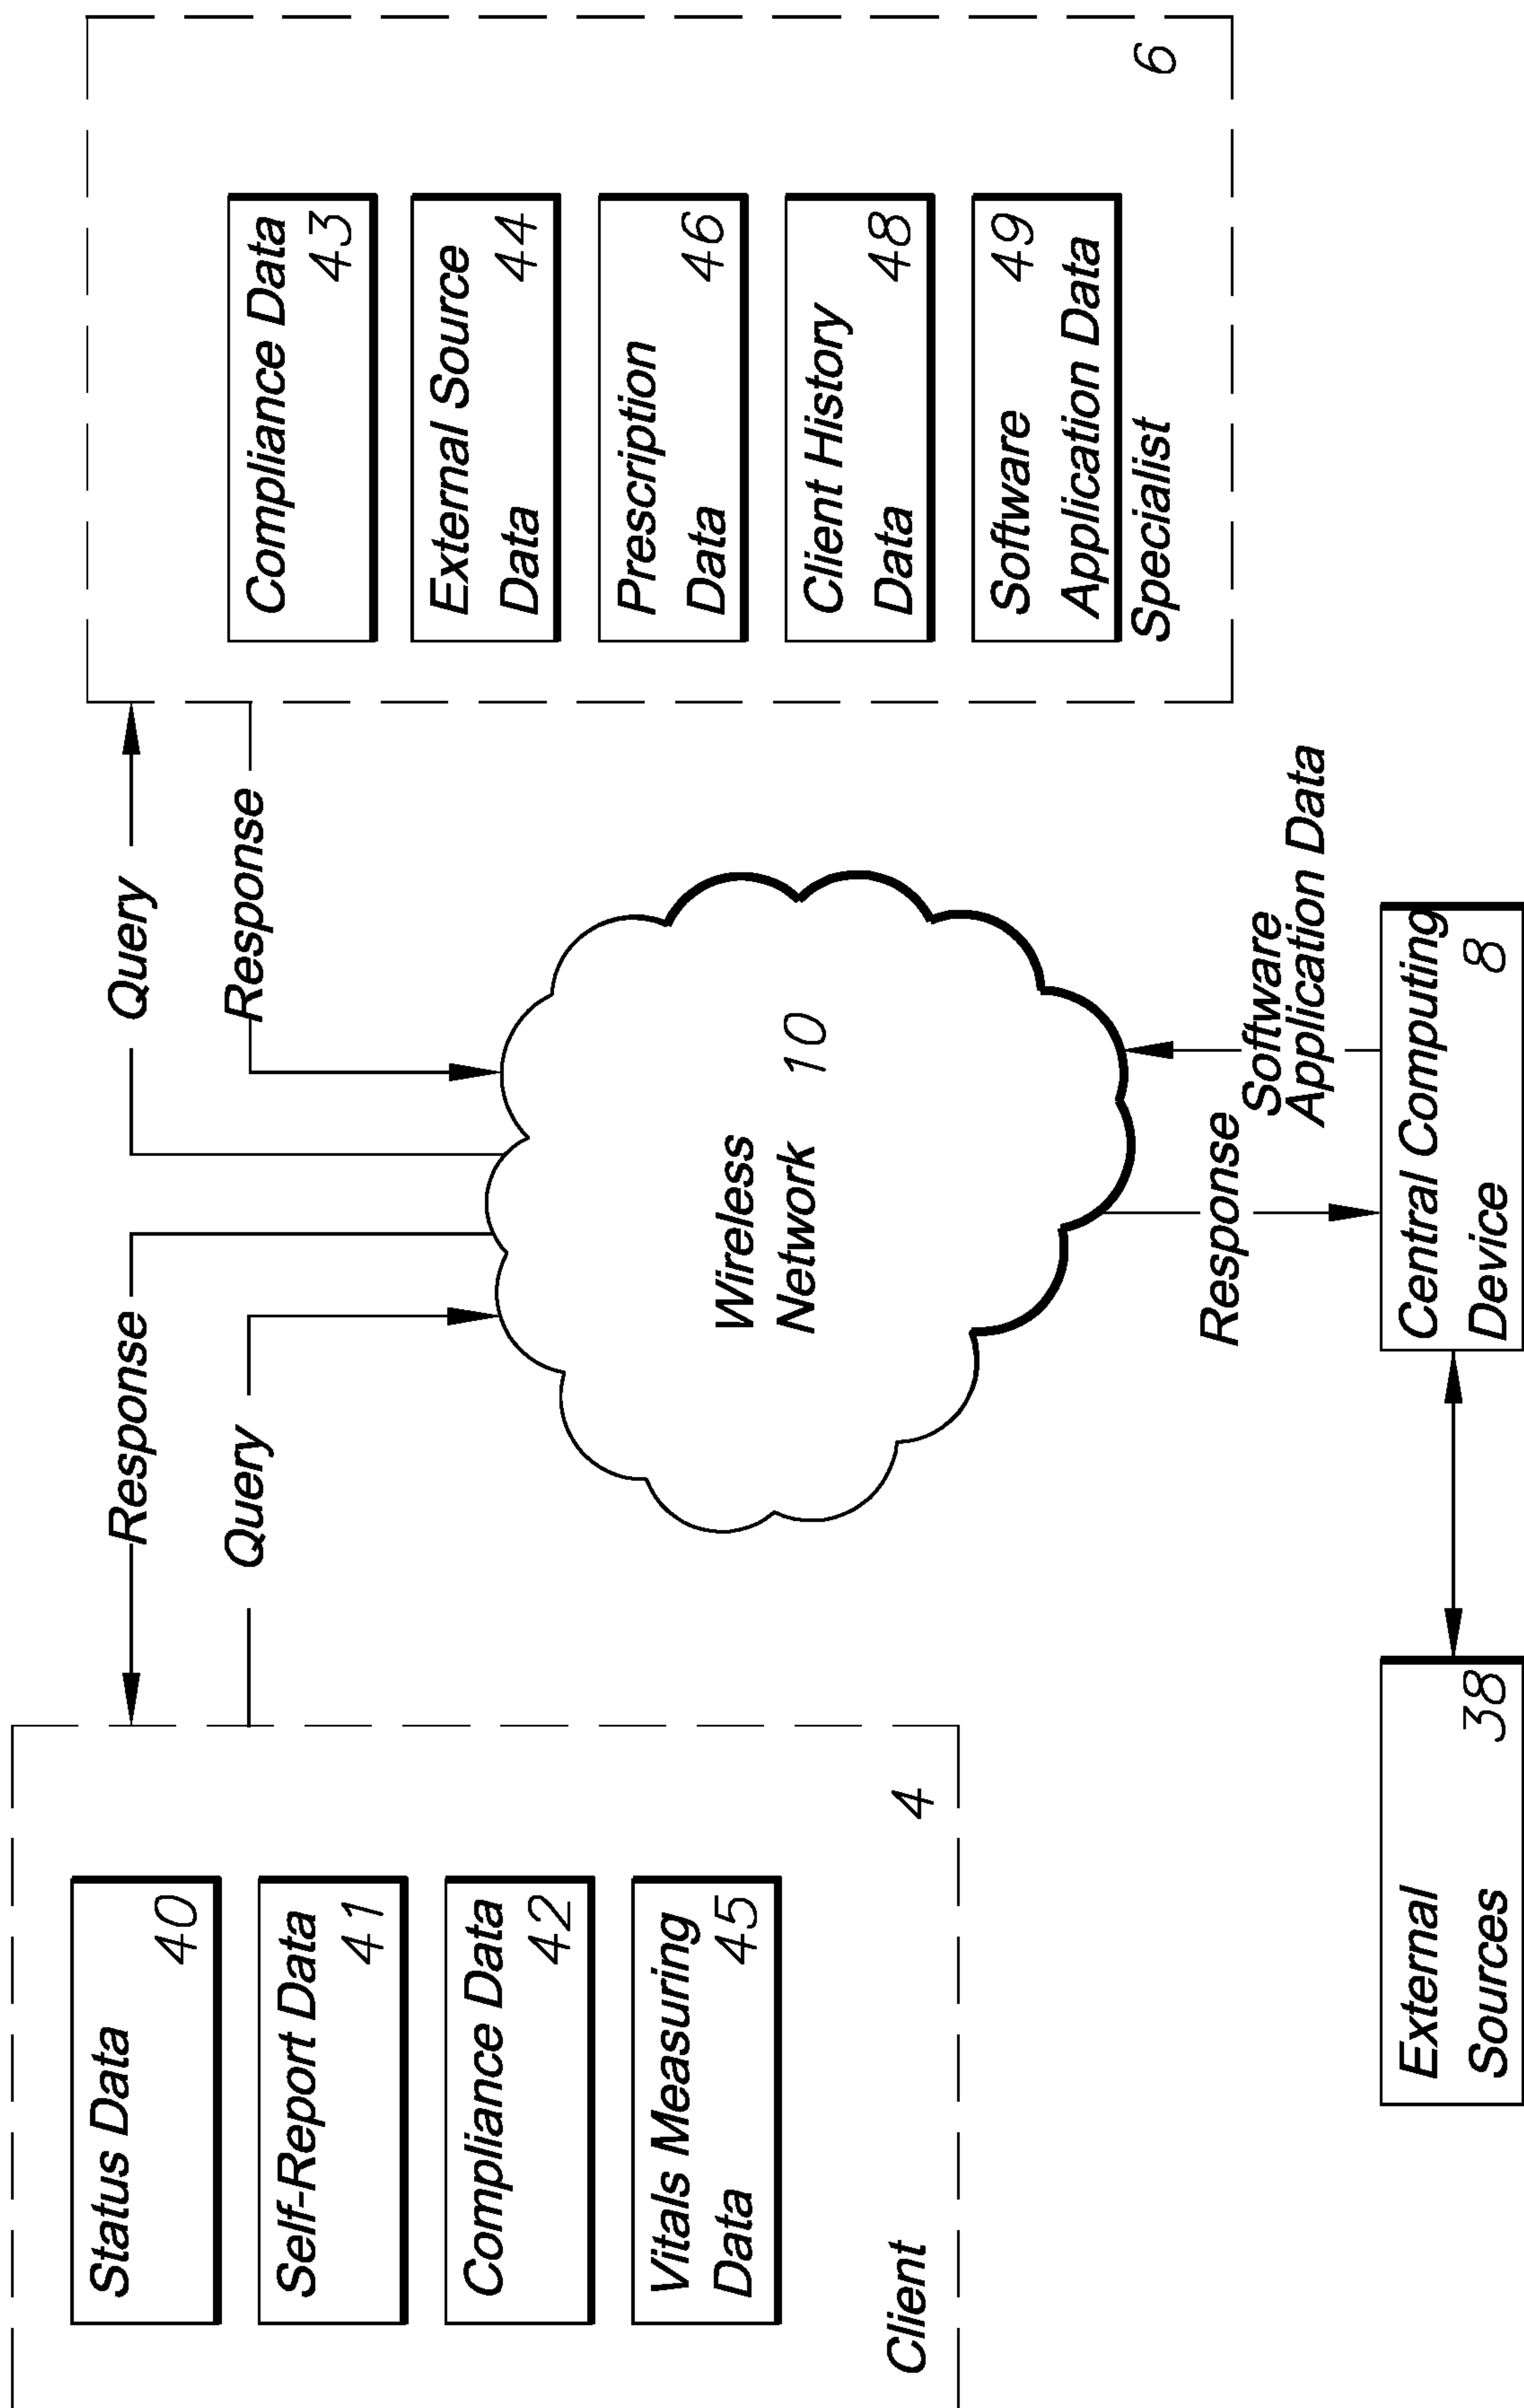 Status Data
40
Self-Report Data
41
Compliance Data
42
Vitals Measuring
Data 45
Client 4
Response
Query
Query
Response
Wireless
Network 10
Compliance Data
43
External Source
Data 44
Prescription
Data 46
Client History
Data 48
Software 49
Application Data
Specialist 6
Response
Software
Application Data
External
Sources 38
Central Computing
Device 8